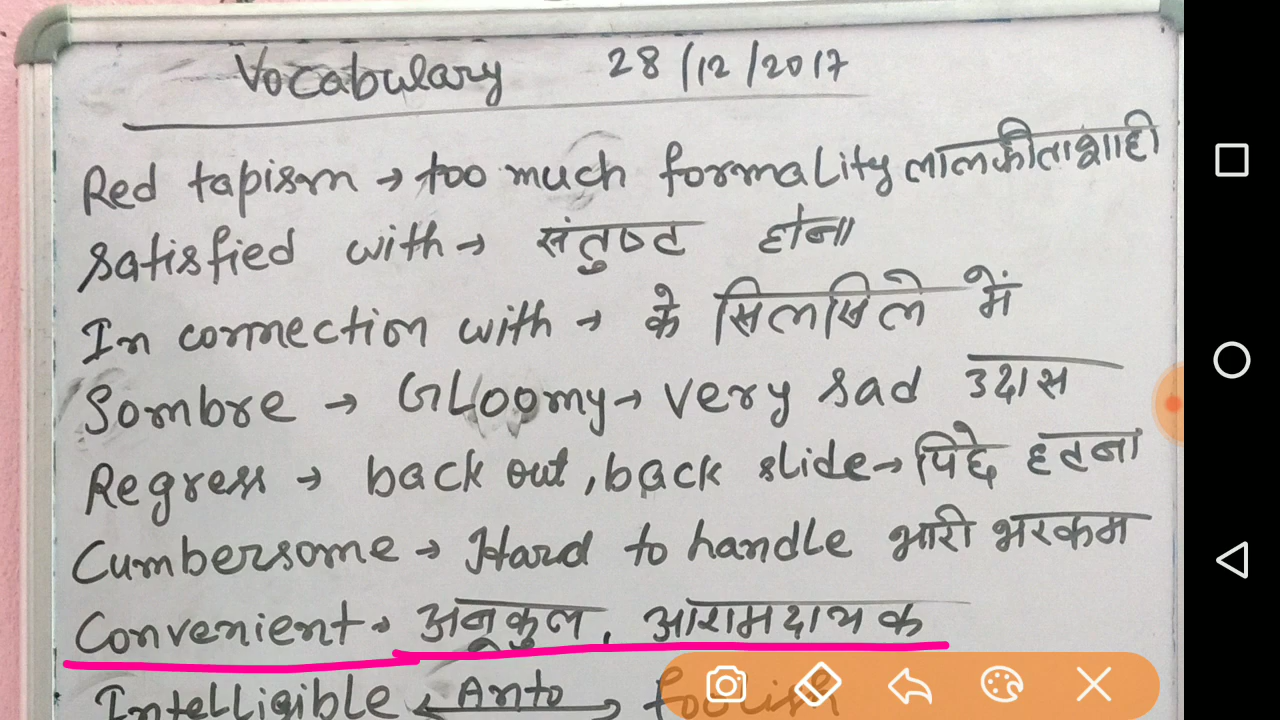 Vocabulary 28/12/2017
Red tapism → too much formality लालफीताशाही
satisfied with → संतुष्ट होना
In connection with → के सिलसिले में
Sombre → GLoomy → very sad उदास
Regress → back out, back slide → पिछे हटना
Cumbersome → Hard to handle भारी भरकम
Convenient → अनूकुल, आरामदायक
Intelligible ← Anto → foolish